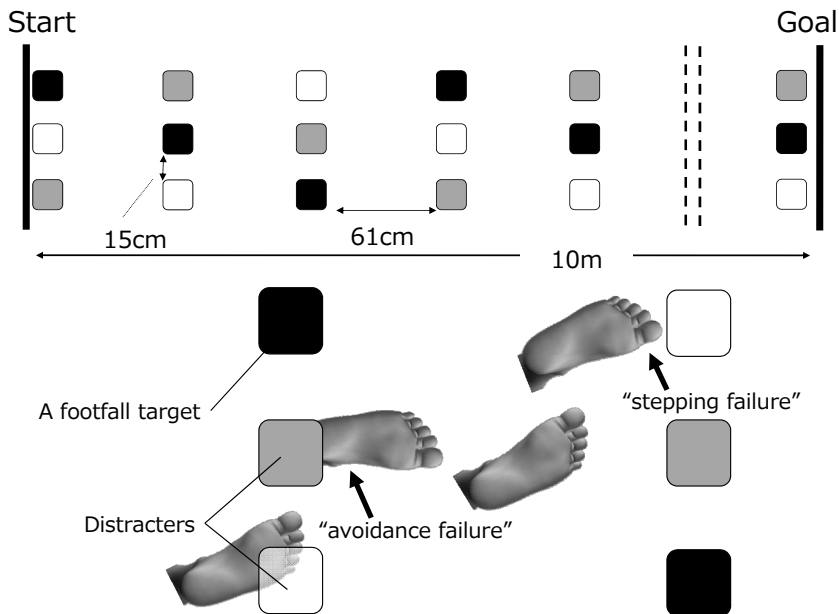 Start
Goal
15cm
61cm
10m
A footfall target
“stepping failure”
Distracters
“avoidance failure”